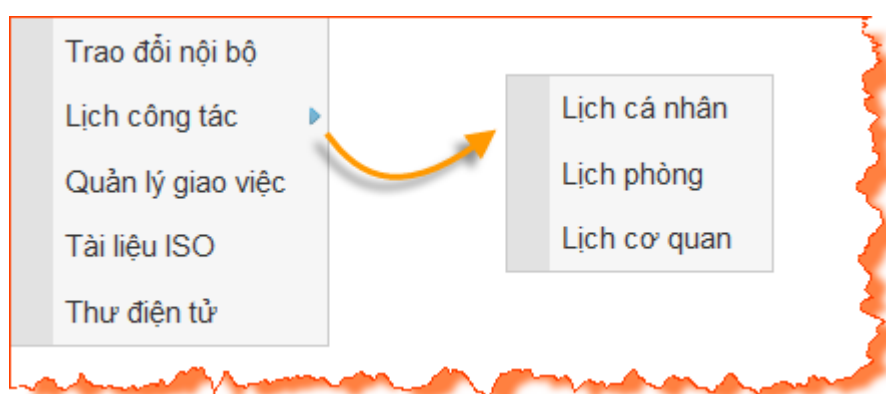 Trao đổi nội bộ
Lịch công tác
Quản lý giao việc
Tài liệu ISO
Thư điện tử
Lịch cá nhân
Lịch phòng
Lịch cơ quan